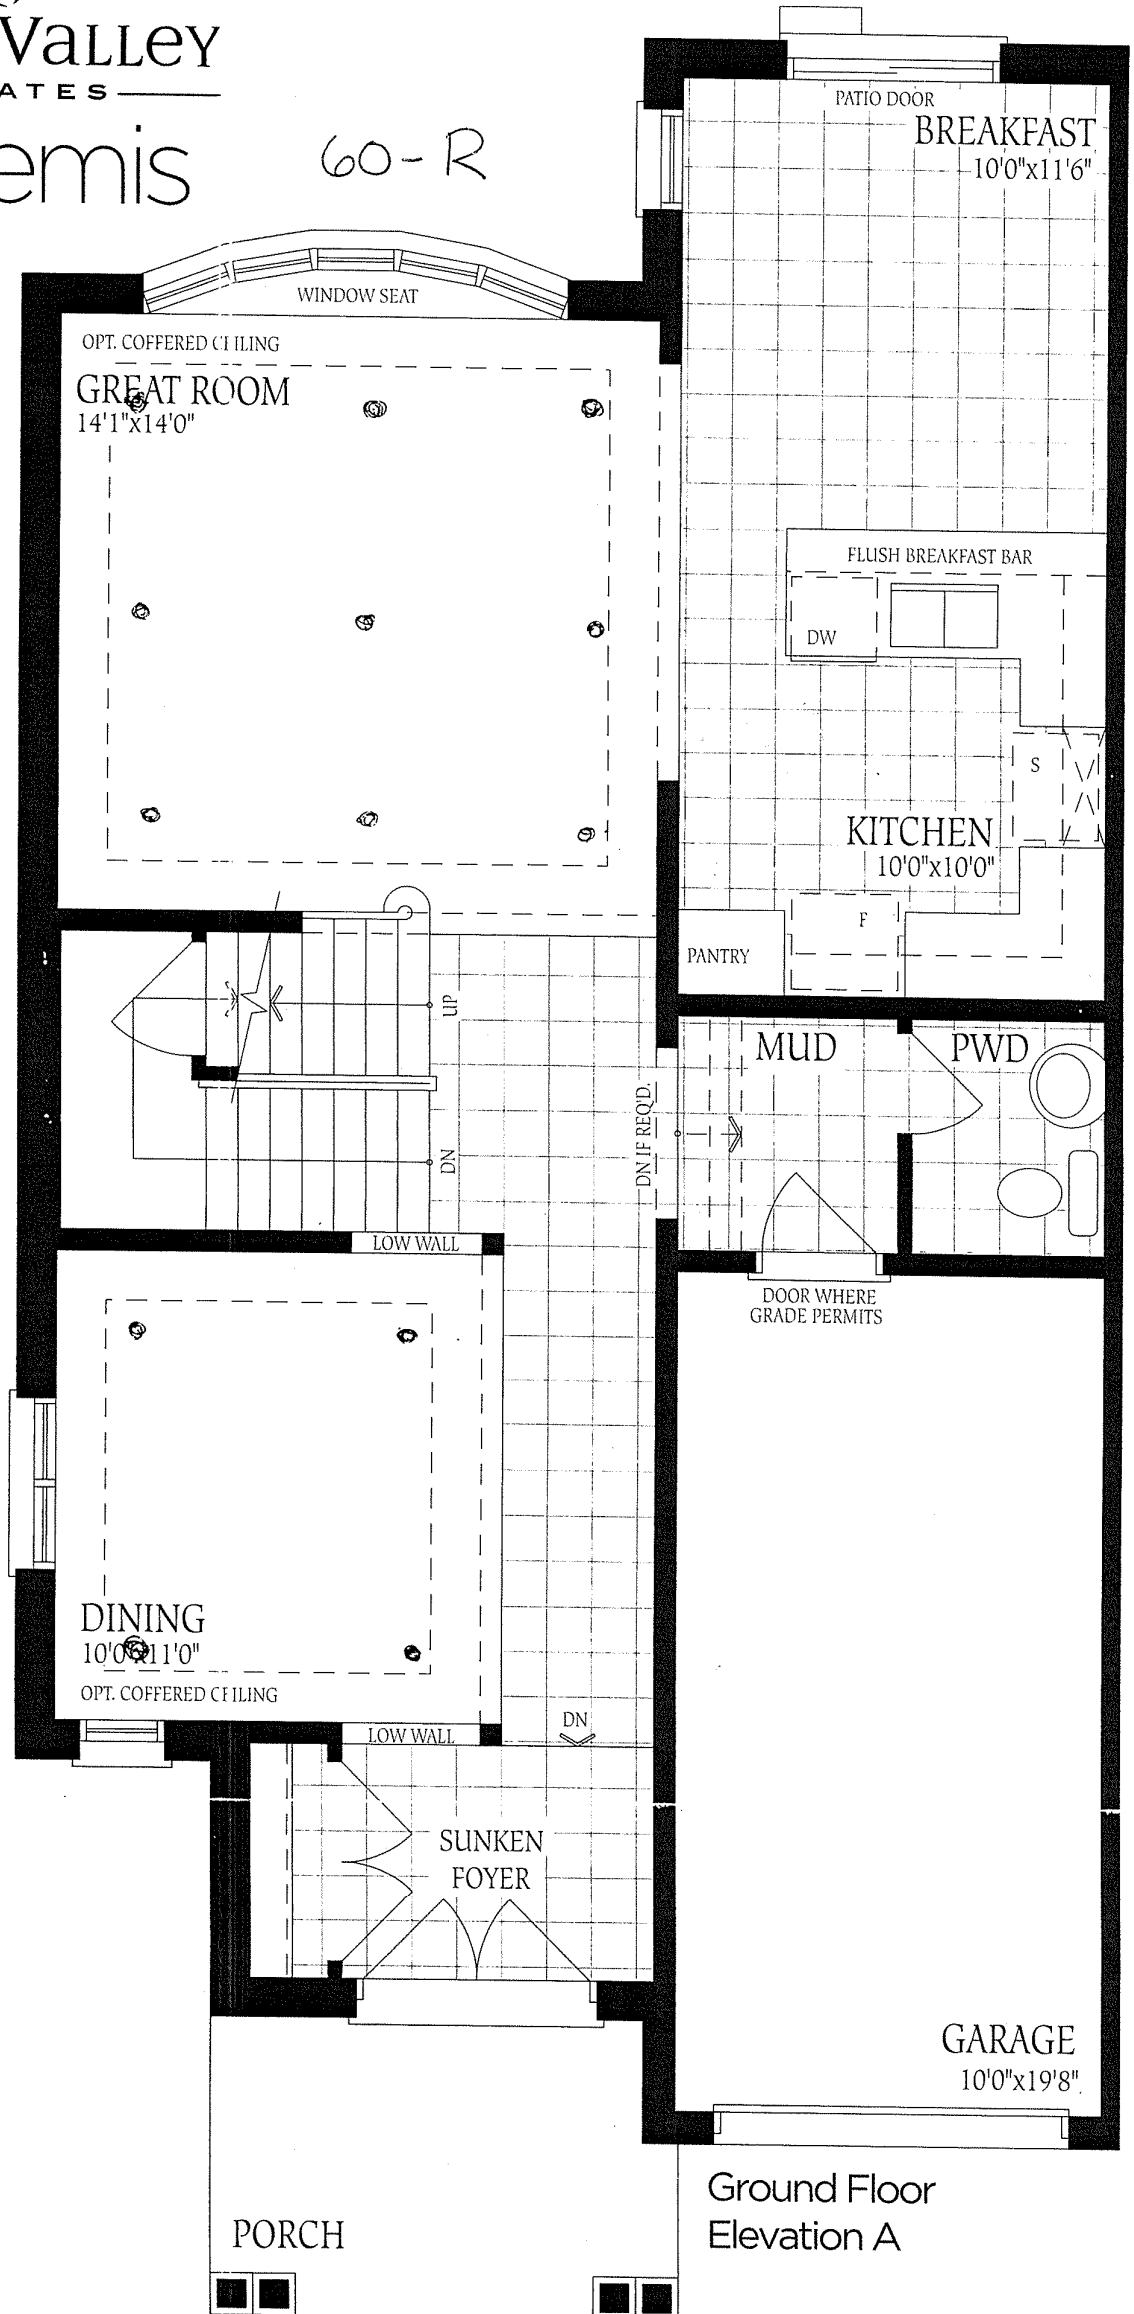 Valley
ATES
emis
60-R
PATIO DOOR
BREAKFAST
10'0"x11'6"
WINDOW SEAT
OPT. COFFERED CEILING
GREAT ROOM
14'1"x14'0"
FLUSH BREAKFAST BAR
DW
S
KITCHEN
10'0"x10'0"
F
PANTRY
UP
MUD
PWD
DN
DN IF REQ'D.
LOW WALL
DOOR WHERE
GRADE PERMITS
DINING
10'0"x11'0"
OPT. COFFERED CEILING
LOW WALL
DN
SUNKEN
FOYER
GARAGE
10'0"x19'8"
Ground Floor
Elevation A
PORCH